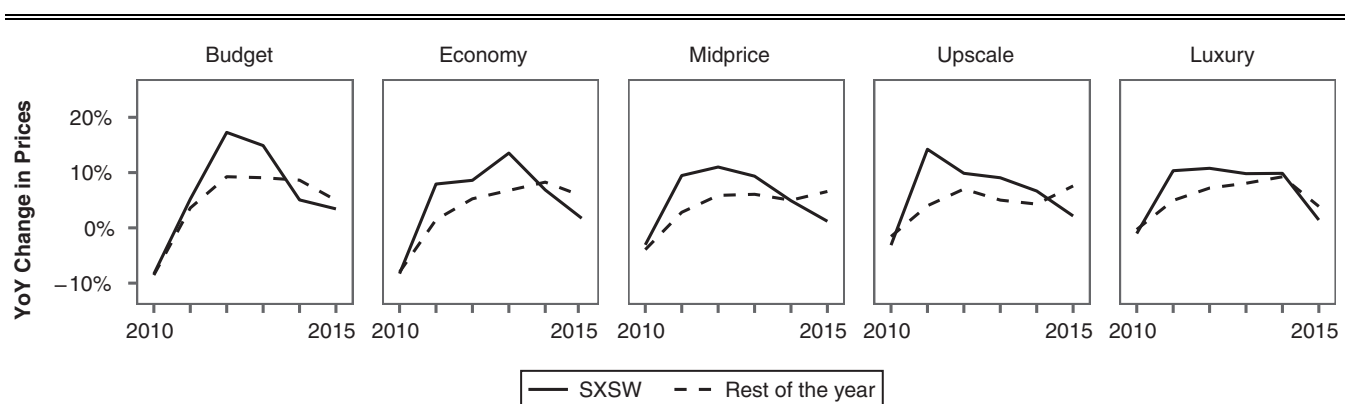 Budget Economy Midprice Upscale Luxury
YoY Change in Prices
20%
10%
0%
−10%
2010 2015 2010 2015 2010 2015 2010 2015 2010 2015
SXSW Rest of the year